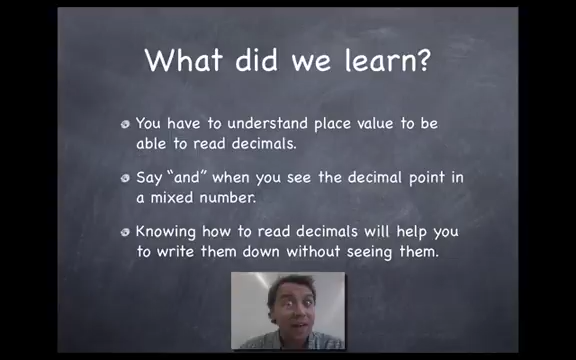 What did we learn?
You have to understand place value to be
able to read decimals.
Say "and" when you see the decimal point in
a mixed number.
Knowing how to read decimals will help you
to write them down without seeing them.